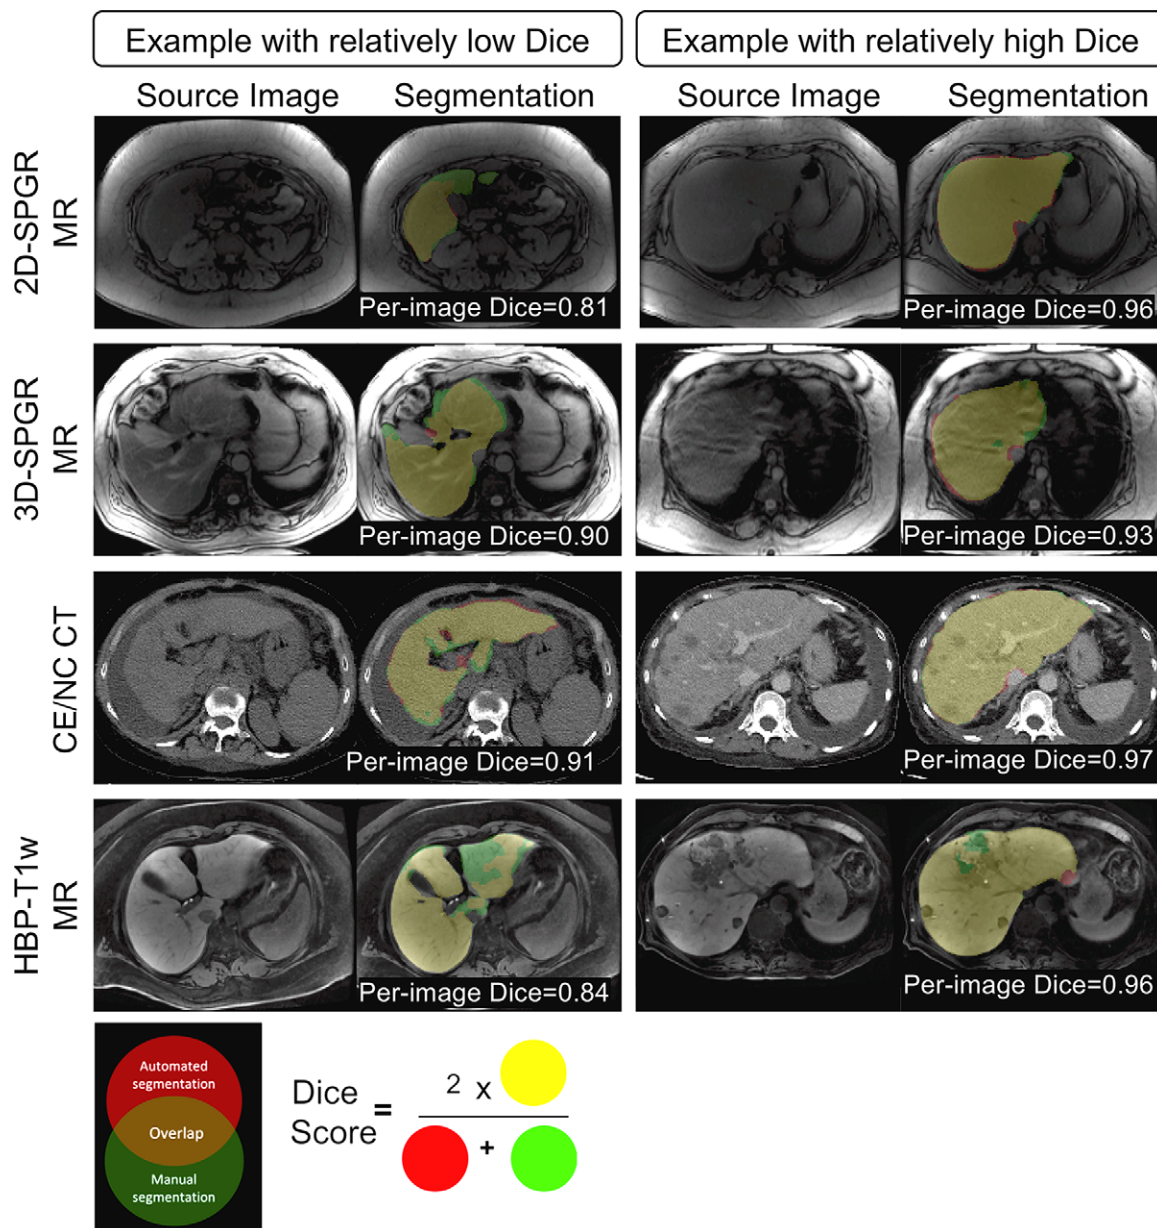 Example with relatively low Dice
Example with relatively high Dice
Source Image
Segmentation
Source Image
Segmentation
2D-SPGR
MR
Per-image Dice=0.81
Per-image Dice=0.96
3D-SPGR
MR
Per-image Dice=0.90
Per-image Dice=0.93
CE/NC CT
Per-image Dice=0.91
Per-image Dice=0.97
HBP-T1w
MR
Per-image Dice=0.84
Per-image Dice=0.96
Automated
segmentation
Overlap
Manual
segmentation
Dice
Score
=
2 x
+